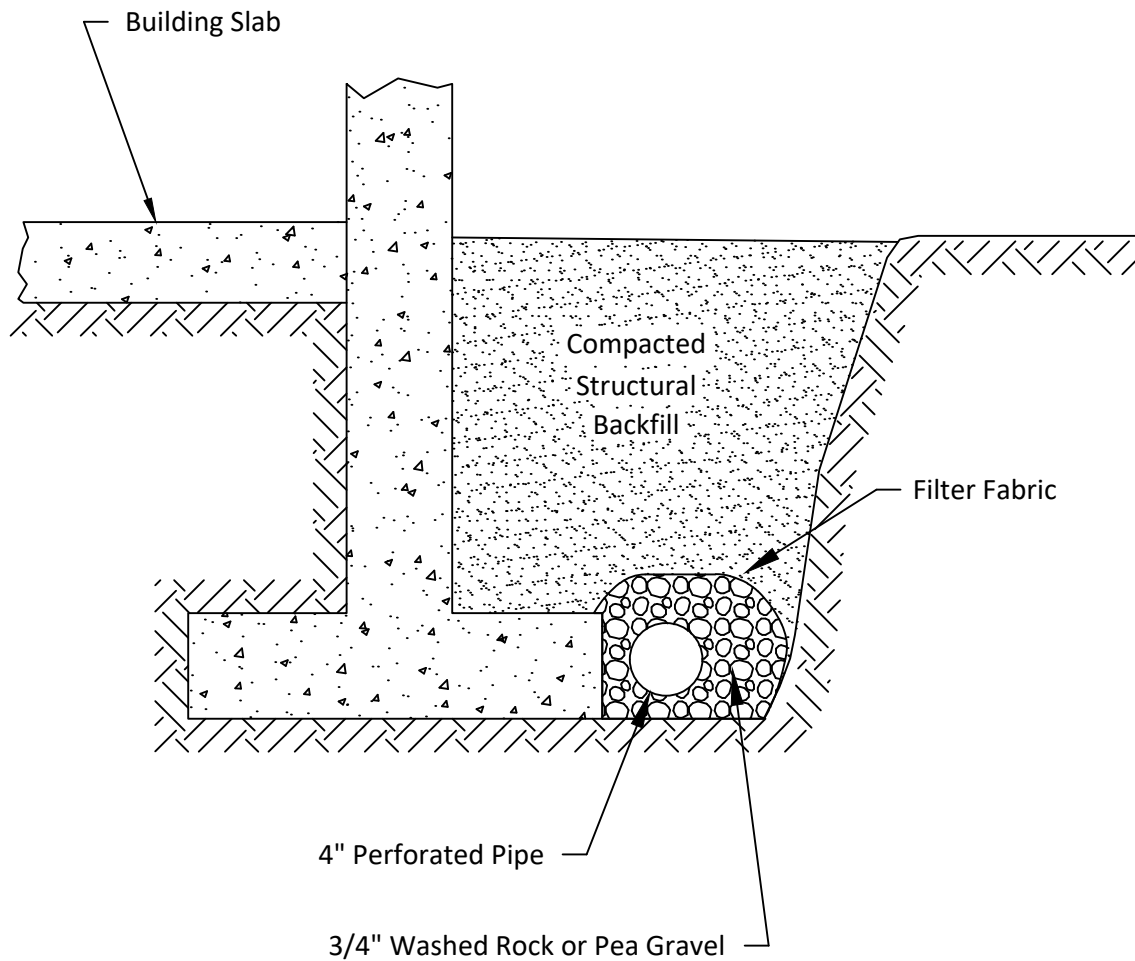 Building Slab
Compacted
Structural
Backfill
Filter Fabric
4" Perforated Pipe
3/4" Washed Rock or Pea Gravel